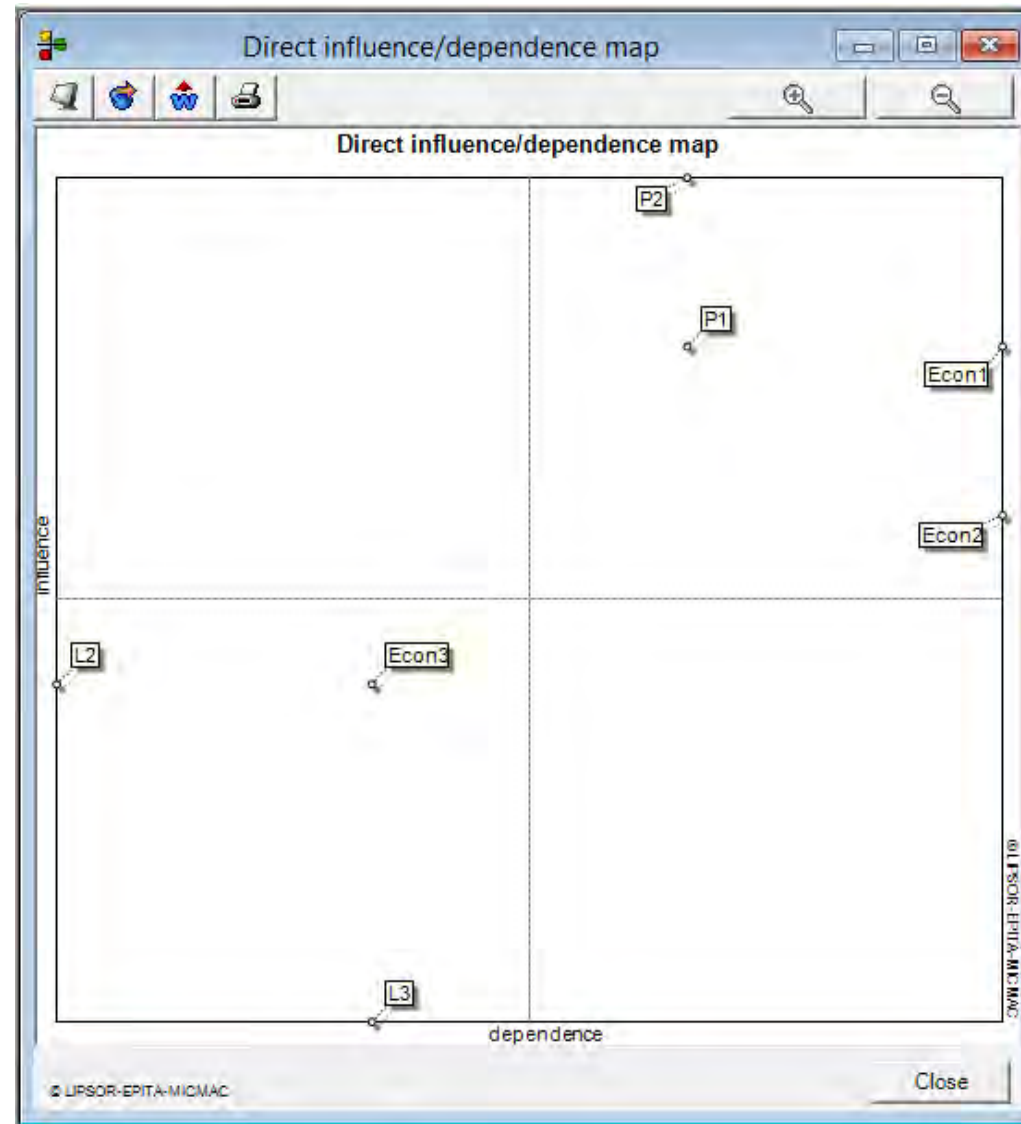 Direct influence/dependence map
Direct influence/dependence map
P2
P1
Econ1
Econ2
influence
L2
Econ3
L3
dependence
© LIPSOR-EPITA-MICMAC
© LIPSOR-EPITA-MICMAC
Close